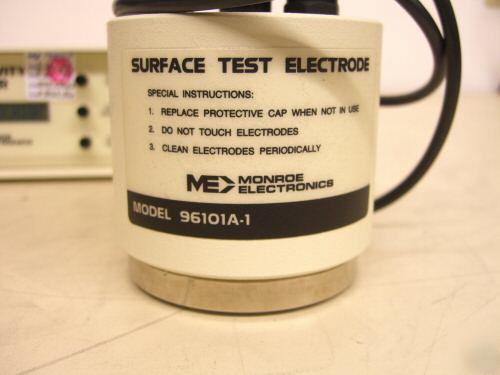 SURFACE TEST ELECTRODE
SPECIAL INSTRUCTIONS:
1. REPLACE PROTECTIVE CAP WHEN NOT IN USE
2. DO NOT TOUCH ELECTRODES
3. CLEAN ELECTRODES PERIODICALLY
ME MONROE
ELECTRONICS
MODEL 96101A-1